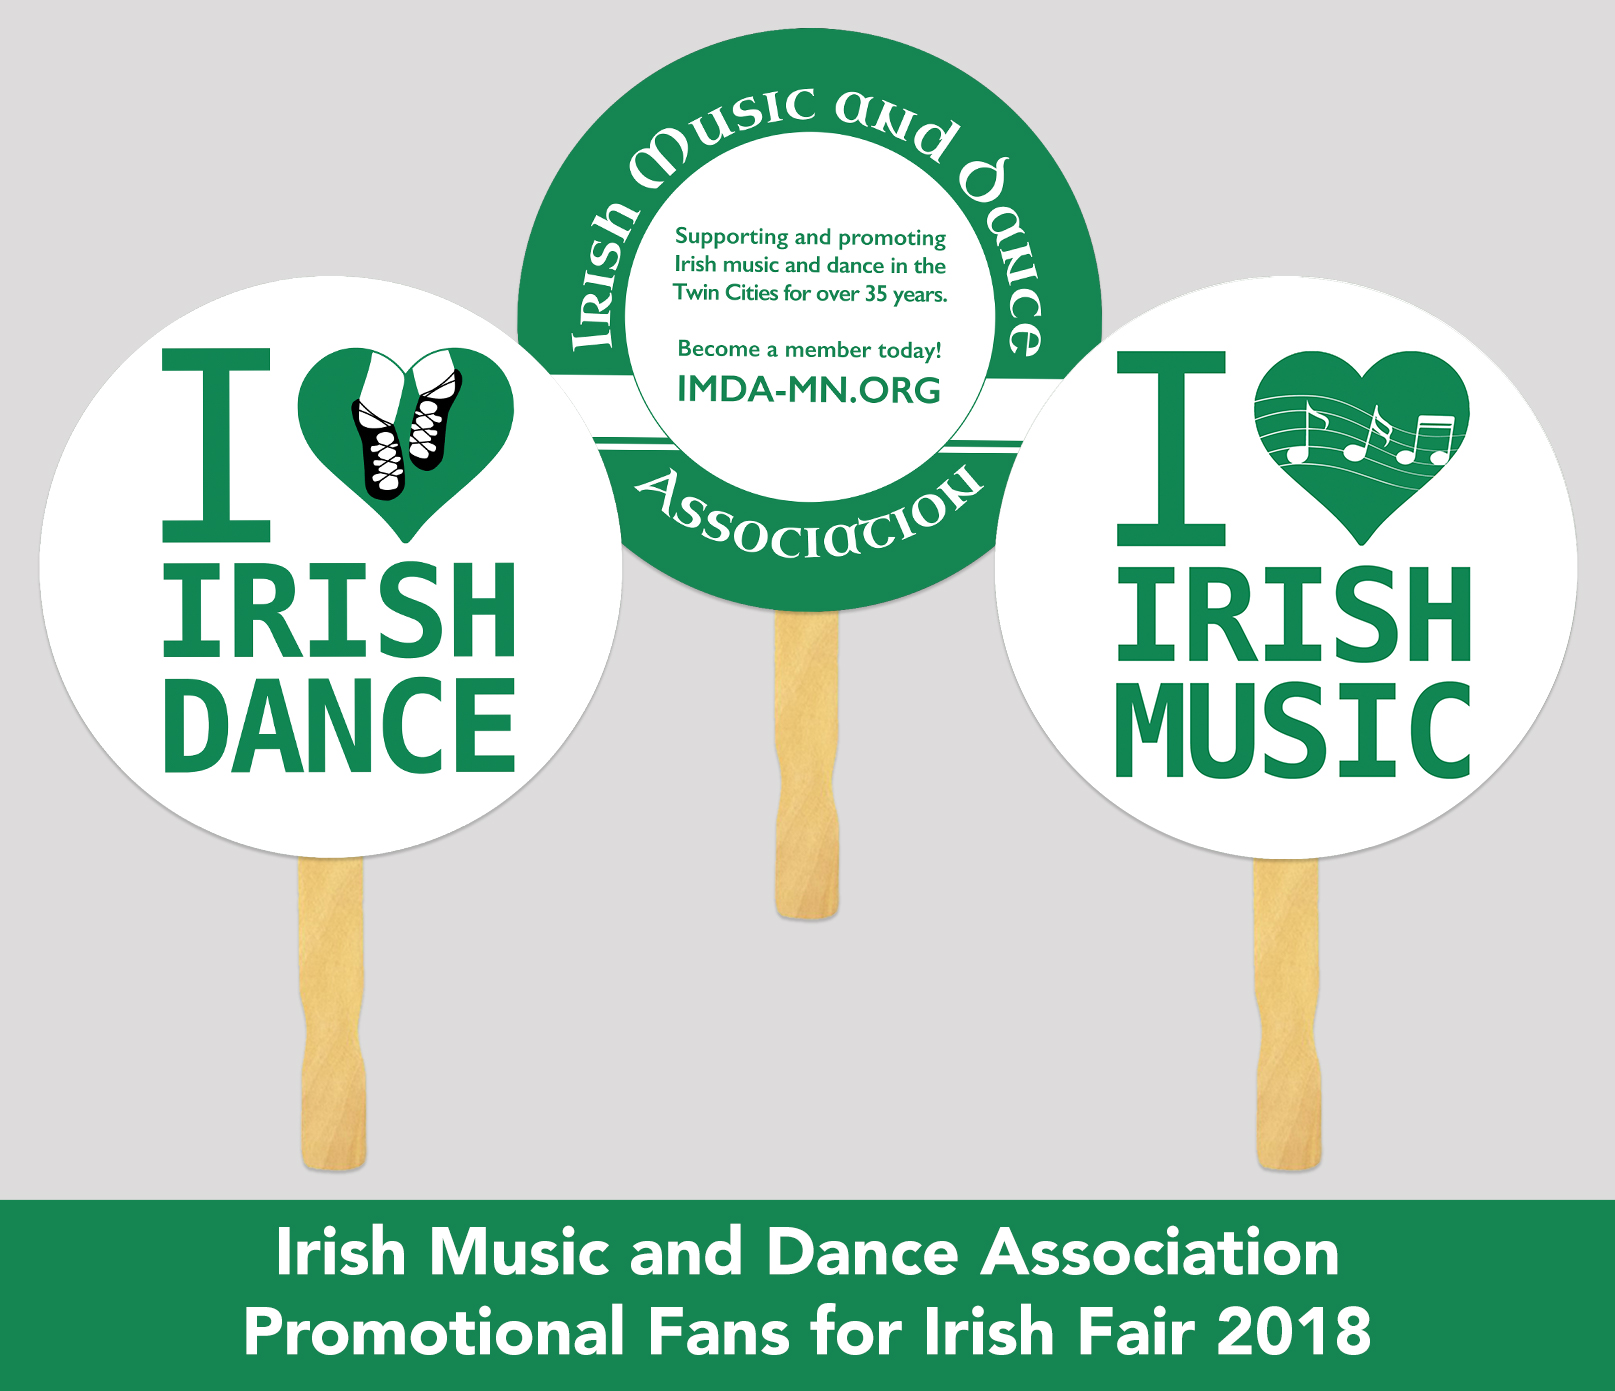 Irish Music and Dance
Supporting and promoting
Irish music and dance in the
Twin Cities for over 35 years.
Become a member today!
IMDA-MN.ORG
Association
I
IRISH
DANCE
I
IRISH
MUSIC
Irish Music and Dance Association
Promotional Fans for Irish Fair 2018